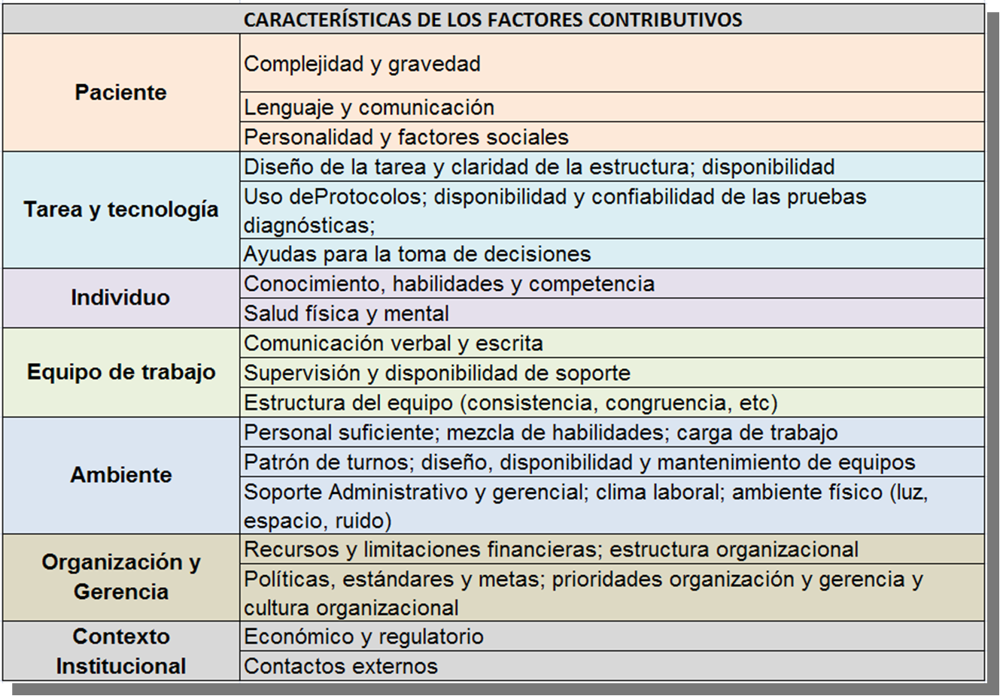 CARACTERÍSTICAS DE LOS FACTORES CONTRIBUTIVOS
Paciente
Complejidad y gravedad
Lenguaje y comunicación
Personalidad y factores sociales
Tarea y tecnología
Diseño de la tarea y claridad de la estructura; disponibilidad
Uso deProtocolos; disponibilidad y confiabilidad de las pruebas
diagnósticas;
Ayudas para la toma de decisiones
Individuo
Conocimiento, habilidades y competencia
Salud física y mental
Equipo de trabajo
Comunicación verbal y escrita
Supervisión y disponibilidad de soporte
Estructura del equipo (consistencia, congruencia, etc)
Ambiente
Personal suficiente; mezcla de habilidades; carga de trabajo
Patrón de turnos; diseño, disponibilidad y mantenimiento de equipos
Soporte Administrativo y gerencial; clima laboral; ambiente físico (luz,
espacio, ruido)
Organización y
Gerencia
Recursos y limitaciones financieras; estructura organizacional
Políticas, estándares y metas; prioridades organización y gerencia y
cultura organizacional
Contexto
Institucional
Económico y regulatorio
Contactos externos